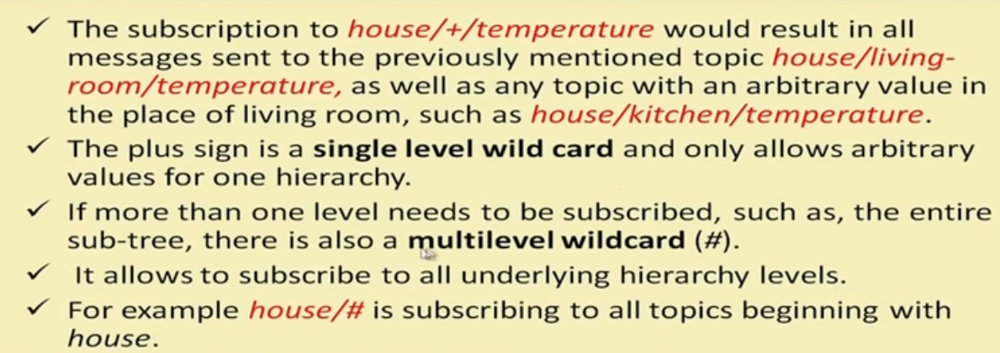 ✓ The subscription to house/+/temperature would result in all
messages sent to the previously mentioned topic house/living-
room/temperature, as well as any topic with an arbitrary value in
the place of living room, such as house/kitchen/temperature.
✓ The plus sign is a single level wild card and only allows arbitrary
values for one hierarchy.
✓ If more than one level needs to be subscribed, such as, the entire
sub-tree, there is also a multilevel wildcard (#).
✓ It allows to subscribe to all underlying hierarchy levels.
✓ For example house/# is subscribing to all topics beginning with
house.